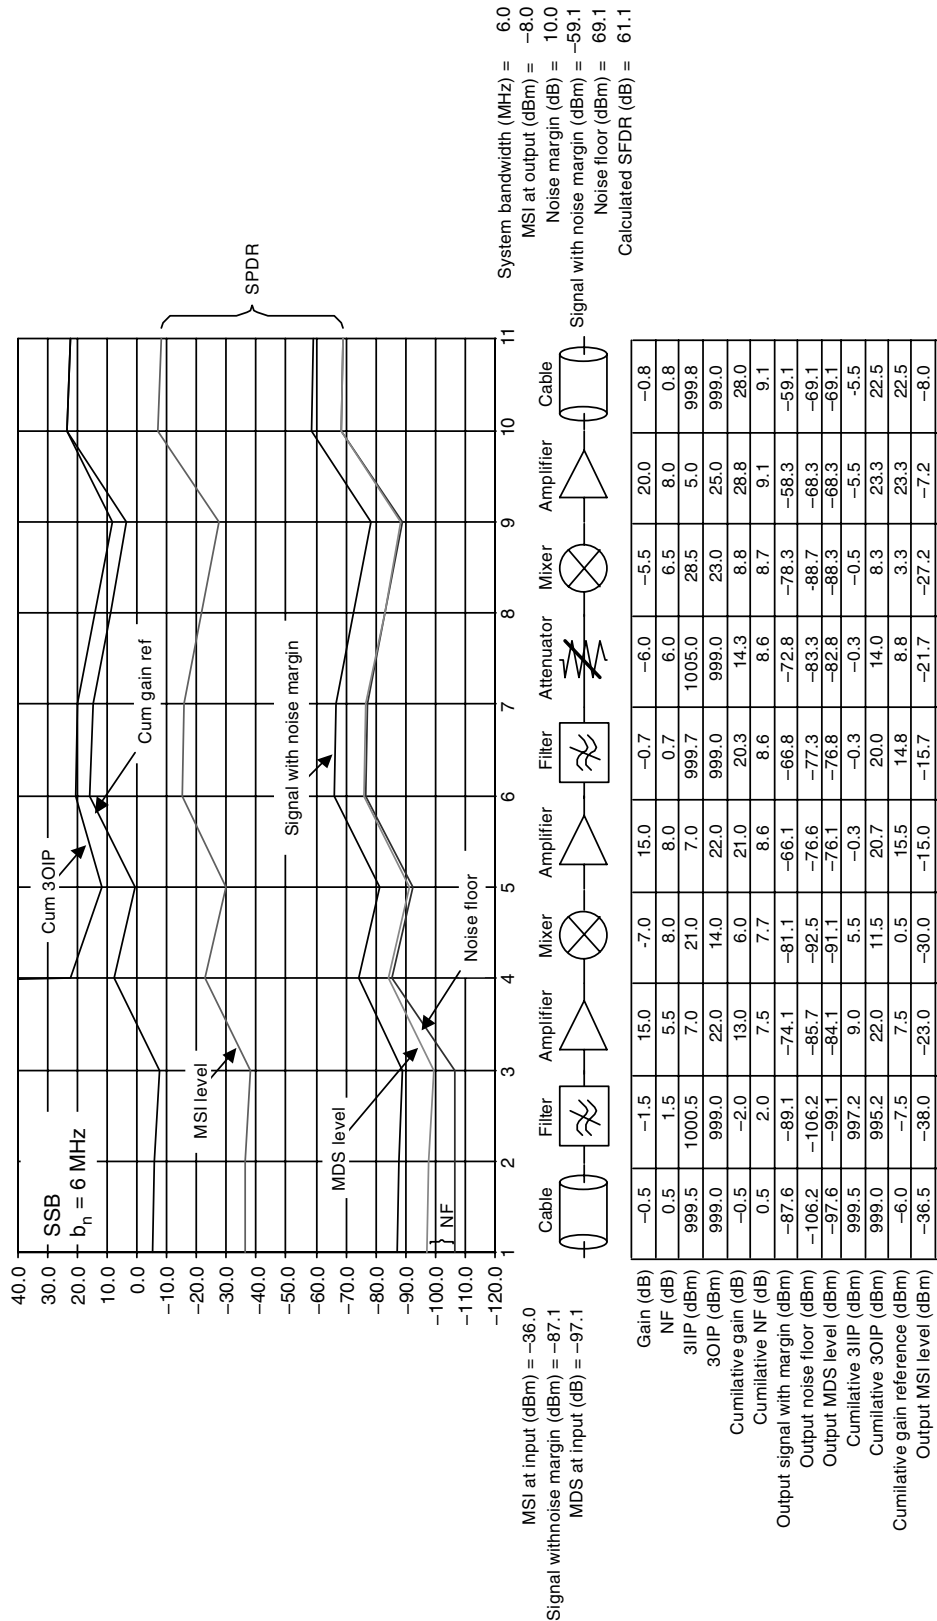 40.0
30.0
20.0
10.0
0.0
−10.0
−20.0
−30.0
−40.0
−50.0
−60.0
−70.0
−80.0
−90.0
−100.0
−110.0
−120.0
SSB
bn = 6 MHz
Cum 3OIP
Cum gain ref
MSI level
Signal with noise margin
MDS level
Noise floor
NF
SPDR
1 2 3 4 5 6 7 8 9 10 11
System bandwidth (MHz) = 6.0
MSI at output (dBm) = −8.0
Noise margin (dB) = 10.0
Signal with noise margin (dBm) = −59.1
Noise floor (dBm) = 69.1
Calculated SFDR (dB) = 61.1
MSI at input (dBm) = −36.0
Signal withnoise margin (dBm) = −87.1
MDS at input (dB) = −97.1
Cable Filter Amplifier Mixer Amplifier Filter Attenuator Mixer Amplifier Cable
Gain (dB) −0.5 −1.5 15.0 -7.0 15.0 −0.7 −6.0 −5.5 20.0 −0.8
NF (dB) 0.5 1.5 5.5 8.0 8.0 0.7 6.0 6.5 8.0 0.8
3IIP (dBm) 999.5 1000.5 7.0 21.0 7.0 999.7 1005.0 28.5 5.0 999.8
3OIP (dBm) 999.0 999.0 22.0 14.0 22.0 999.0 999.0 23.0 25.0 999.0
Cumilative gain (dB) −0.5 −2.0 13.0 6.0 21.0 20.3 14.3 8.8 28.8 28.0
Cumilative NF (dB) 0.5 2.0 7.5 7.7 8.6 8.6 8.6 8.7 9.1 9.1
Output signal with margin (dBm) −87.6 −89.1 −74.1 −81.1 −66.1 −66.8 −72.8 −78.3 −58.3 −59.1
Output noise floor (dBm) −106.2 −106.2 −85.7 −92.5 −76.6 −77.3 −83.3 -88.7 −68.3 −69.1
Output MDS level (dBm) −97.6 −99.1 −84.1 −91.1 −76.1 −76.8 −82.8 −88.3 −68.3 −69.1
Cumilative 3IIP (dBm) 999.5 997.2 9.0 5.5 −0.3 −0.3 −0.3 −0.5 −5.5 -5.5
Cumilative 3OIP (dBm) 999.0 995.2 22.0 11.5 20.7 20.0 14.0 8.3 23.3 22.5
Cumilative gain reference (dBm) −6.0 −7.5 7.5 0.5 15.5 14.8 8.8 3.3 23.3 22.5
Output MSI level (dBm) −36.5 −38.0 −23.0 −30.0 −15.0 −15.7 −21.7 −27.2 −7.2 −8.0